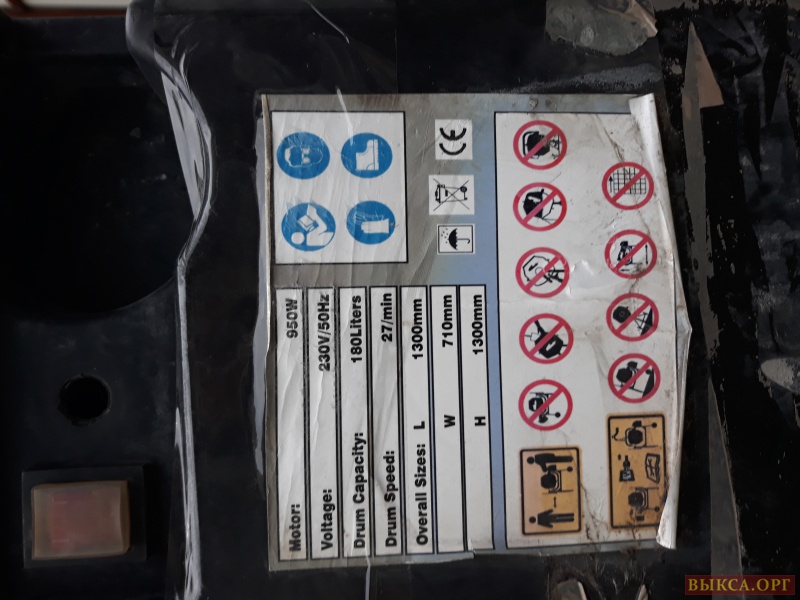 CE
Motor: 950W
Voltage: 230V/50Hz
Drum Capacity: 180Liters
Drum Speed: 27/min
Overall Sizes: L 1300mm
W 710mm
H 1300mm
ВЫКСА.ОРГ